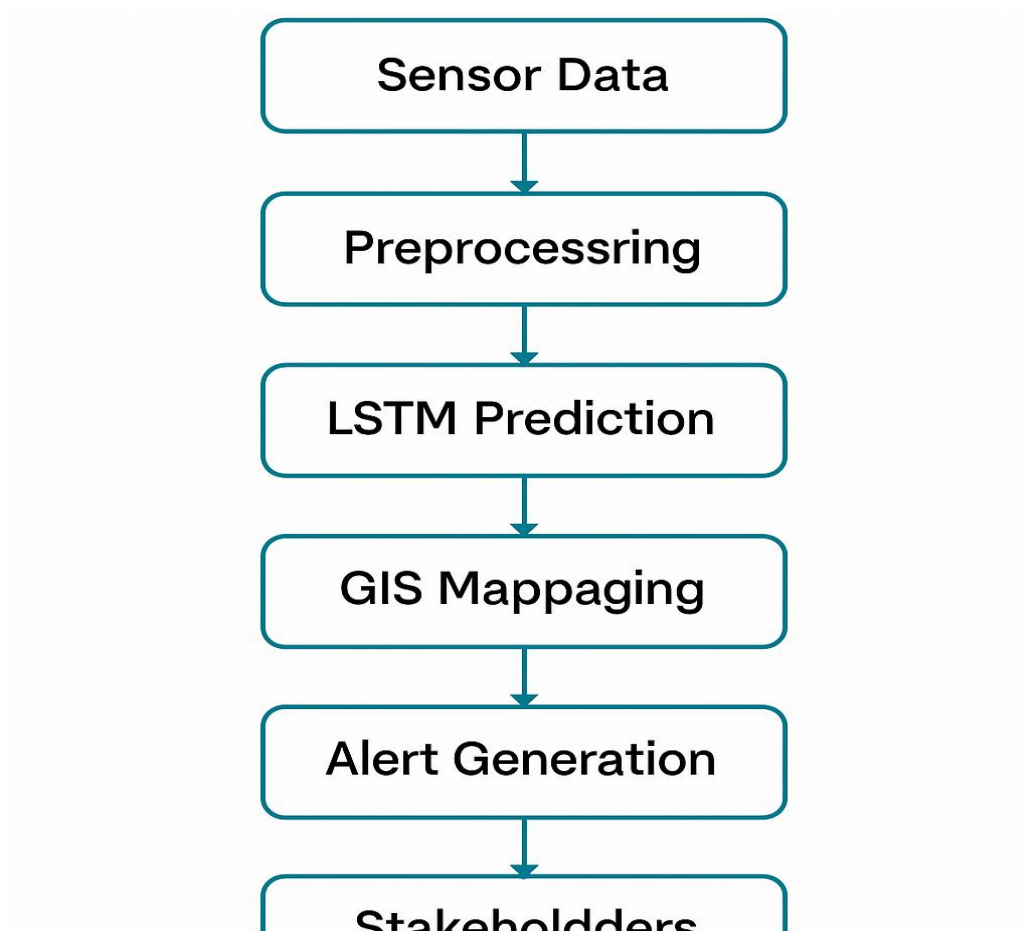 Sensor Data
Preprocessring
LSTM Prediction
GIS Mappaging
Alert Generation
Stakeholdders